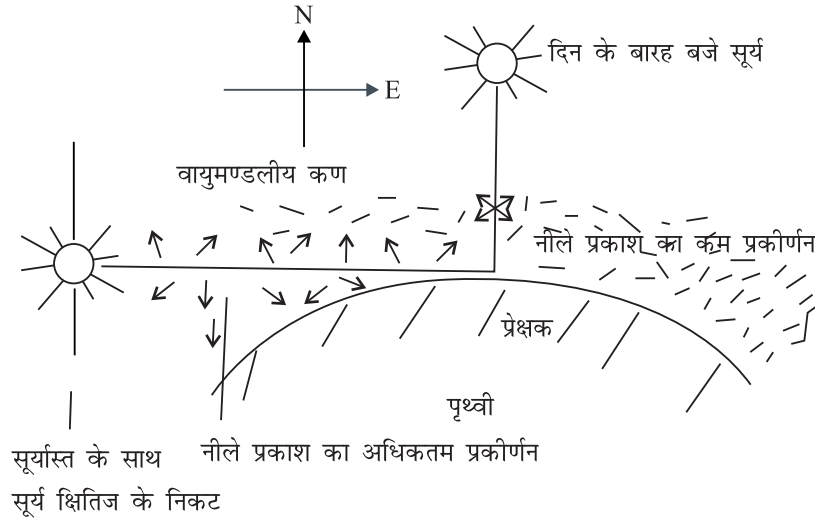 N
दिन के बारह बजे सूर्य
E
वायुमण्डलीय कण
नीले प्रकाश का कम प्रकीर्णन
प्रेक्षक
पृथ्वी
सूर्यास्त के साथ
सूर्य क्षितिज के निकट
नीले प्रकाश का अधिकतम प्रकीर्णन